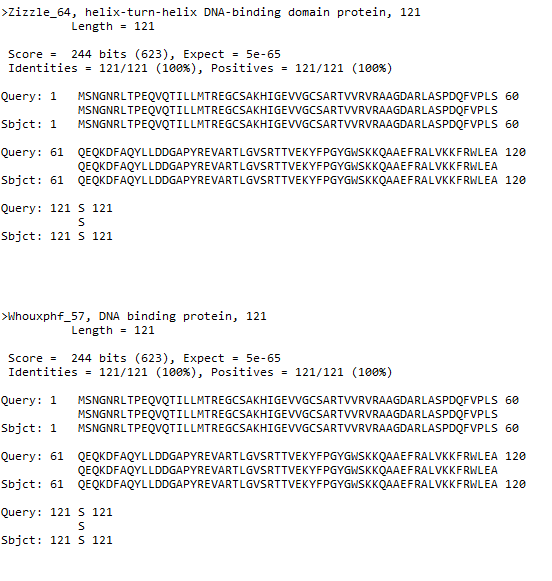 >Zizzle_64, helix-turn-helix DNA-binding domain protein, 121
Length = 121
Score = 244 bits (623), Expect = 5e-65
Identities = 121/121 (100%), Positives = 121/121 (100%)
Query: 1 MSNGNRLTPEQVQTILLMTREGCSAKHIGEVVGCSARTVVRVRAAGDARLASPDQFVPLS 60
MSNGNRLTPEQVQTILLMTREGCSAKHIGEVVGCSARTVVRVRAAGDARLASPDQFVPLS
Sbjct: 1 MSNGNRLTPEQVQTILLMTREGCSAKHIGEVVGCSARTVVRVRAAGDARLASPDQFVPLS 60
Query: 61 QEQKDFAQYLLDDGAPYREVARTLGVSRTTVEKYFPGYGWSKKQAAEFRALVKKFRWLEA 120
QEQKDFAQYLLDDGAPYREVARTLGVSRTTVEKYFPGYGWSKKQAAEFRALVKKFRWLEA
Sbjct: 61 QEQKDFAQYLLDDGAPYREVARTLGVSRTTVEKYFPGYGWSKKQAAEFRALVKKFRWLEA 120
Query: 121 S 121
S
Sbjct: 121 S 121
>Whouxphf_57, DNA binding protein, 121
Length = 121
Score = 244 bits (623), Expect = 5e-65
Identities = 121/121 (100%), Positives = 121/121 (100%)
Query: 1 MSNGNRLTPEQVQTILLMTREGCSAKHIGEVVGCSARTVVRVRAAGDARLASPDQFVPLS 60
MSNGNRLTPEQVQTILLMTREGCSAKHIGEVVGCSARTVVRVRAAGDARLASPDQFVPLS
Sbjct: 1 MSNGNRLTPEQVQTILLMTREGCSAKHIGEVVGCSARTVVRVRAAGDARLASPDQFVPLS 60
Query: 61 QEQKDFAQYLLDDGAPYREVARTLGVSRTTVEKYFPGYGWSKKQAAEFRALVKKFRWLEA 120
QEQKDFAQYLLDDGAPYREVARTLGVSRTTVEKYFPGYGWSKKQAAEFRALVKKFRWLEA
Sbjct: 61 QEQKDFAQYLLDDGAPYREVARTLGVSRTTVEKYFPGYGWSKKQAAEFRALVKKFRWLEA 120
Query: 121 S 121
S
Sbjct: 121 S 121